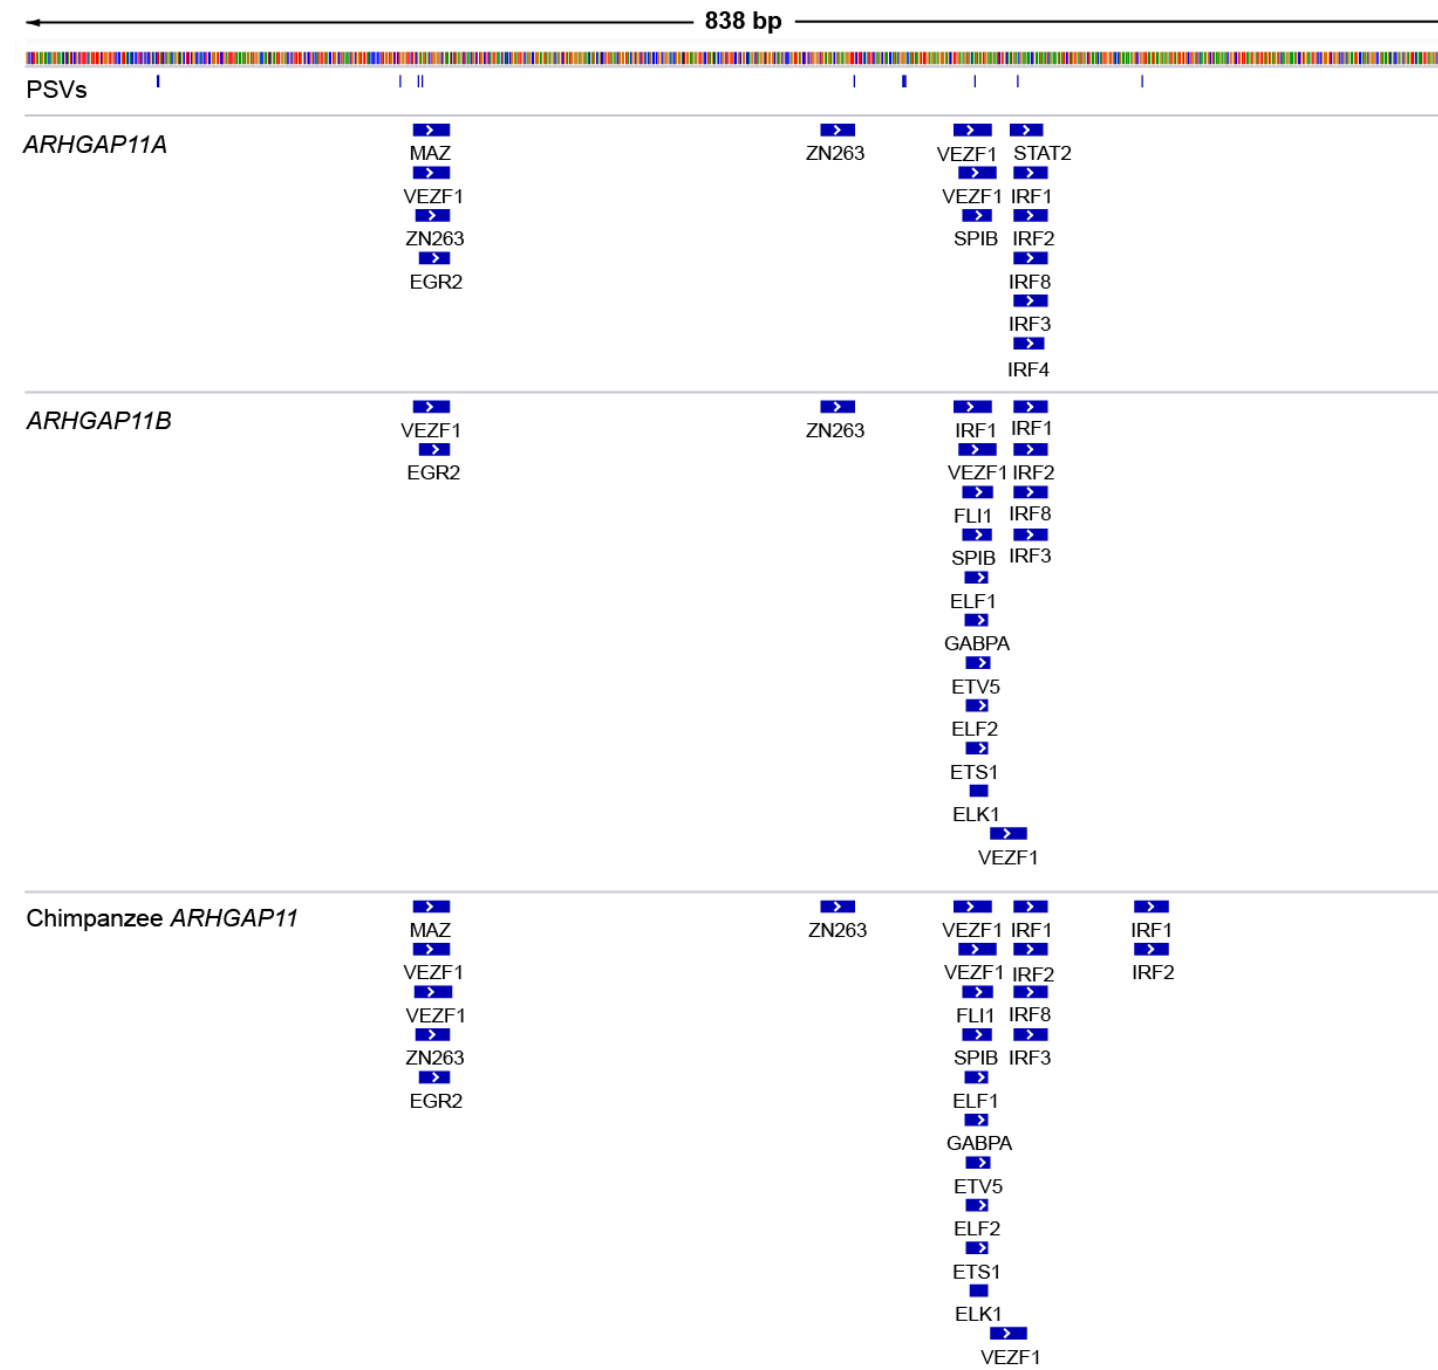 838 bp
PSVs
ARHGAP11A
MAZ ZN263 VEZF1 STAT2
VEZF1 VEZF1 IRF1
ZN263 SPIB IRF2
EGR2 IRF8
IRF3
IRF4
ARHGAP11B
VEZF1 ZN263 IRF1 IRF1
EGR2 VEZF1 IRF2
FLI1 IRF8
SPIB IRF3
ELF1
GABPA
ETV5
ELF2
ETS1
ELK1
VEZF1
Chimpanzee ARHGAP11
MAZ ZN263 VEZF1 IRF1 IRF1
VEZF1 VEZF1 IRF2 IRF2
VEZF1 FLI1 IRF8
ZN263 SPIB IRF3
EGR2 ELF1
GABPA
ETV5
ELF2
ETS1
ELK1
VEZF1